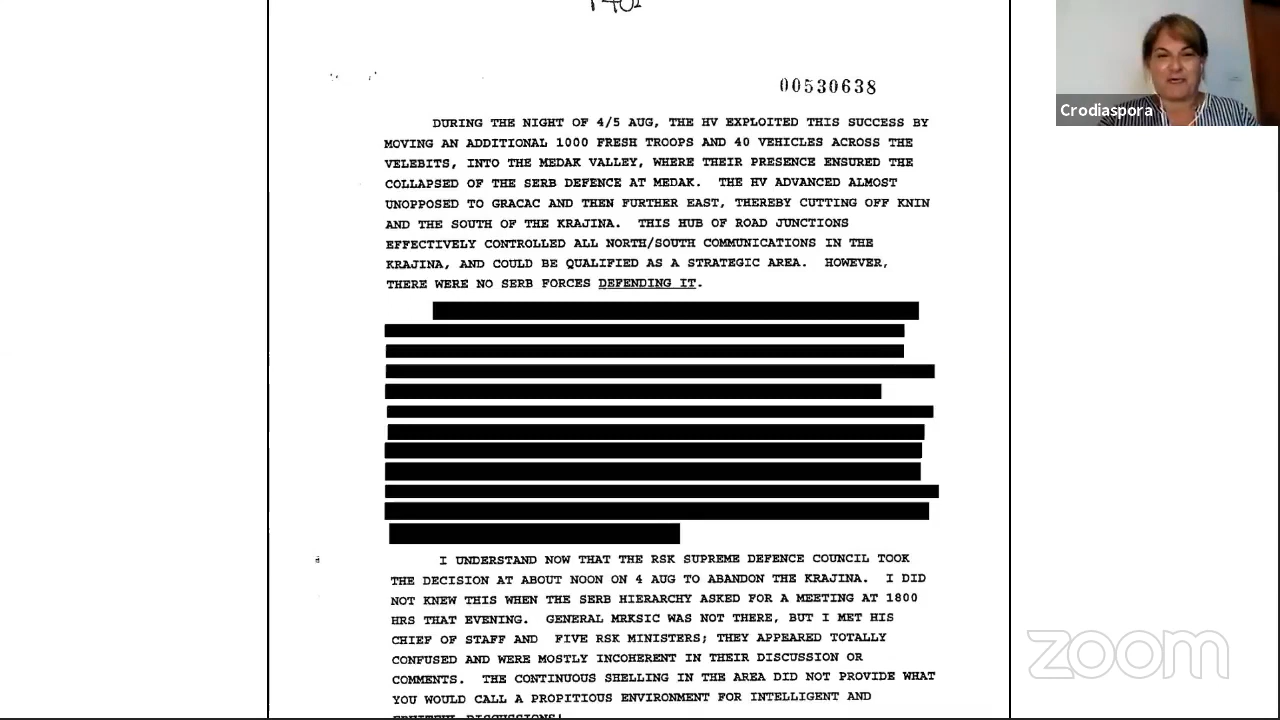 00530638
DURING THE NIGHT OF 4/5 AUG, THE HV EXPLOITED THIS SUCCESS BY
MOVING AN ADDITIONAL 1000 FRESH TROOPS AND 40 VEHICLES ACROSS THE
VELEBITS, INTO THE MEDAK VALLEY, WHERE THEIR PRESENCE ENSURED THE
COLLAPSED OF THE SERB DEFENCE AT MEDAK. THE HV ADVANCED ALMOST
UNOPPOSED TO GRACAC AND THEN FURTHER EAST, THEREBY CUTTING OFF KNIN
AND THE SOUTH OF THE KRAJINA. THIS HUB OF ROAD JUNCTIONS
EFFECTIVELY CONTROLLED ALL NORTH/SOUTH COMMUNICATIONS IN THE
KRAJINA, AND COULD BE QUALIFIED AS A STRATEGIC AREA. HOWEVER,
THERE WERE NO SERB FORCES DEFENDING IT.
I UNDERSTAND NOW THAT THE RSK SUPREME DEFENCE COUNCIL TOOK
THE DECISION AT ABOUT NOON ON 4 AUG TO ABANDON THE KRAJINA. I DID
NOT KNEW THIS WHEN THE SERB HIERARCHY ASKED FOR A MEETING AT 1800
HRS THAT EVENING. GENERAL MRKSIC WAS NOT THERE, BUT I MET HIS
CHIEF OF STAFF AND FIVE RSK MINISTERS; THEY APPEARED TOTALLY
CONFUSED AND WERE MOSTLY INCOHERENT IN THEIR DISCUSSION OR
COMMENTS. THE CONTINUOUS SHELLING IN THE AREA DID NOT PROVIDE WHAT
YOU WOULD CALL A PROPITIOUS ENVIRONMENT FOR INTELLIGENT AND
Crodiaspora
zoom